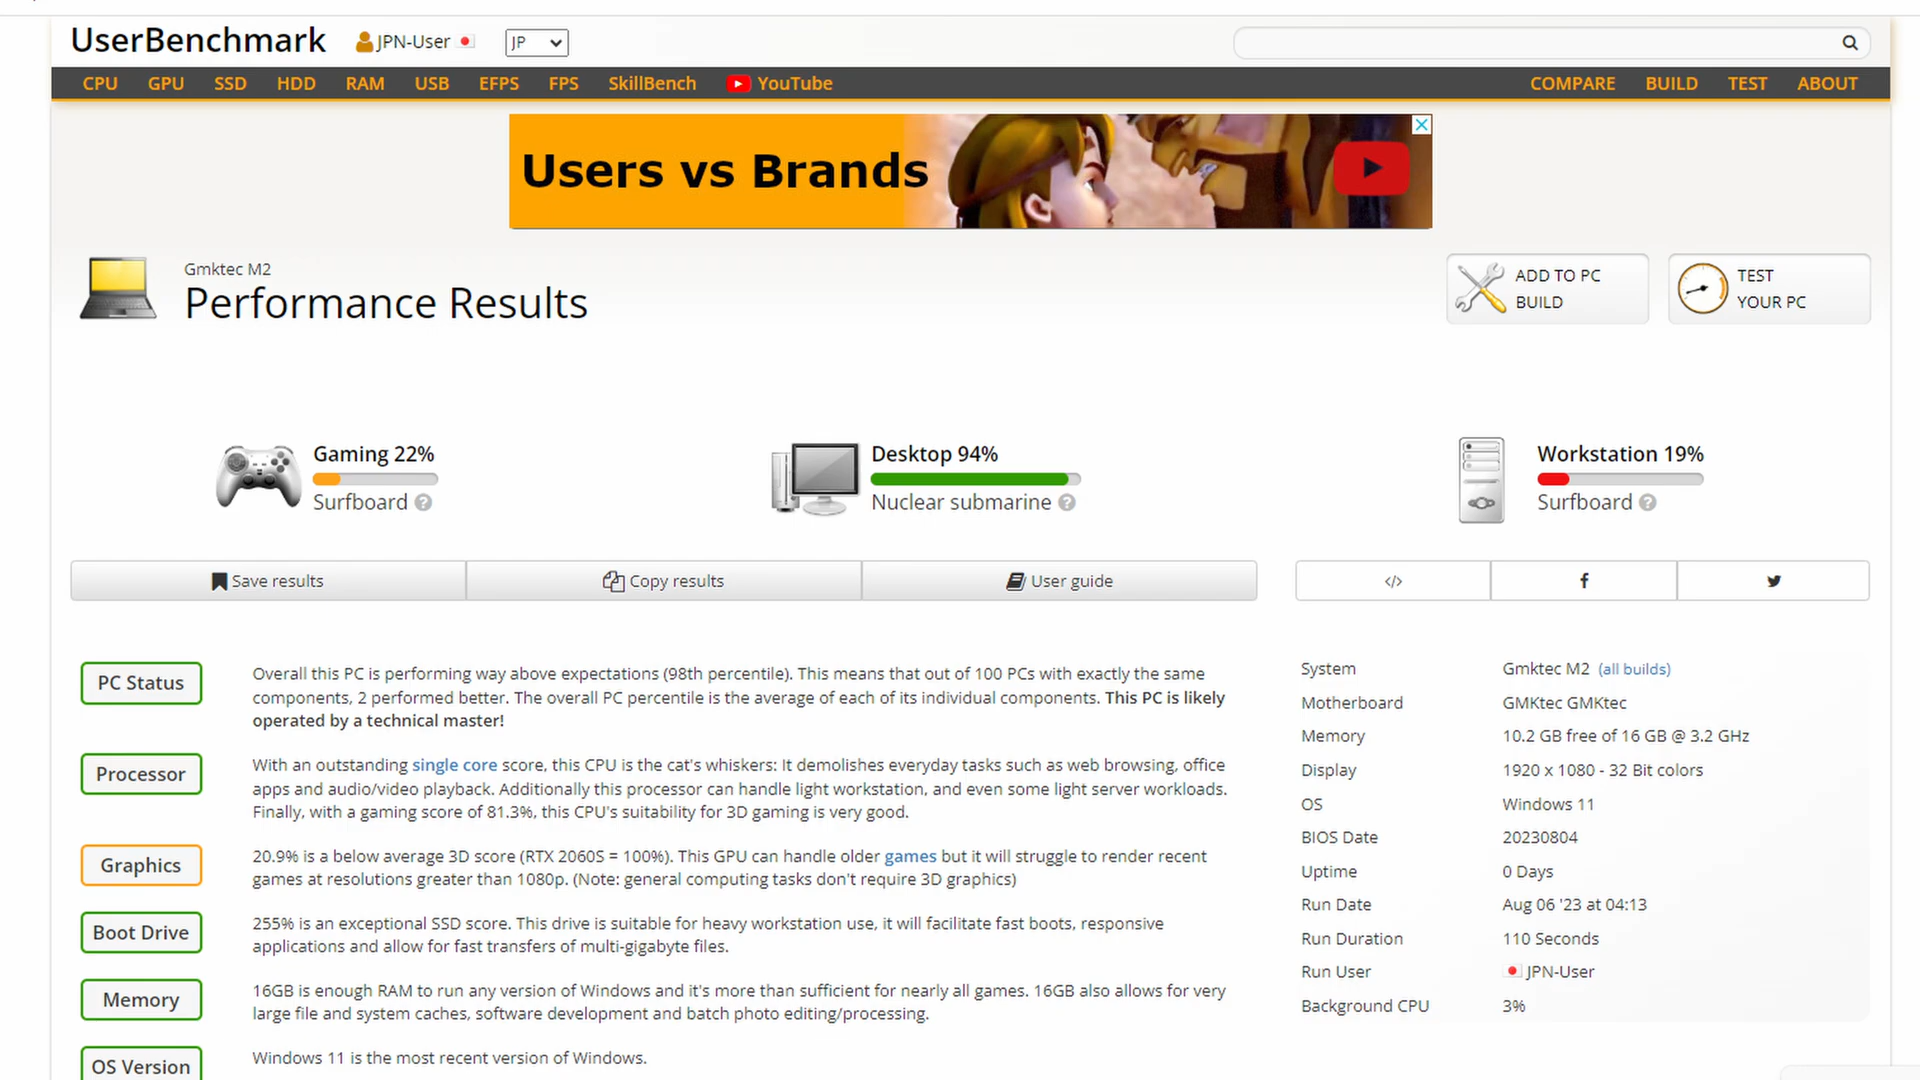 UserBenchmark JPN-User JP
CPU GPU SSD HDD RAM USB EFPS FPS SkillBench YouTube COMPARE BUILD TEST ABOUT
Users vs Brands
Gmktec M2
Performance Results
ADD TO PC
BUILD
TEST
YOUR PC
Gaming 22%
Surfboard
Desktop 94%
Nuclear submarine
Workstation 19%
Surfboard
Save results Copy results User guide </>
PC Status
Overall this PC is performing way above expectations (98th percentile). This means that out of 100 PCs with exactly the same
components, 2 performed better. The overall PC percentile is the average of each of its individual components. This PC is likely
operated by a technical master!
Processor
With an outstanding single core score, this CPU is the cat's whiskers: It demolishes everyday tasks such as web browsing, office
apps and audio/video playback. Additionally this processor can handle light workstation, and even some light server workloads.
Finally, with a gaming score of 81.3%, this CPU's suitability for 3D gaming is very good.
Graphics
20.9% is a below average 3D score (RTX 2060S = 100%). This GPU can handle older games but it will struggle to render recent
games at resolutions greater than 1080p. (Note: general computing tasks don't require 3D graphics)
Boot Drive
255% is an exceptional SSD score. This drive is suitable for heavy workstation use, it will facilitate fast boots, responsive
applications and allow for fast transfers of multi-gigabyte files.
Memory
16GB is enough RAM to run any version of Windows and it's more than sufficient for nearly all games. 16GB also allows for very
large file and system caches, software development and batch photo editing/processing.
OS Version
Windows 11 is the most recent version of Windows.
System Gmktec M2 (all builds)
Motherboard GMKtec GMKtec
Memory 10.2 GB free of 16 GB @ 3.2 GHz
Display 1920 x 1080 - 32 Bit colors
OS Windows 11
BIOS Date 20230804
Uptime 0 Days
Run Date Aug 06 '23 at 04:13
Run Duration 110 Seconds
Run User JPN-User
Background CPU 3%